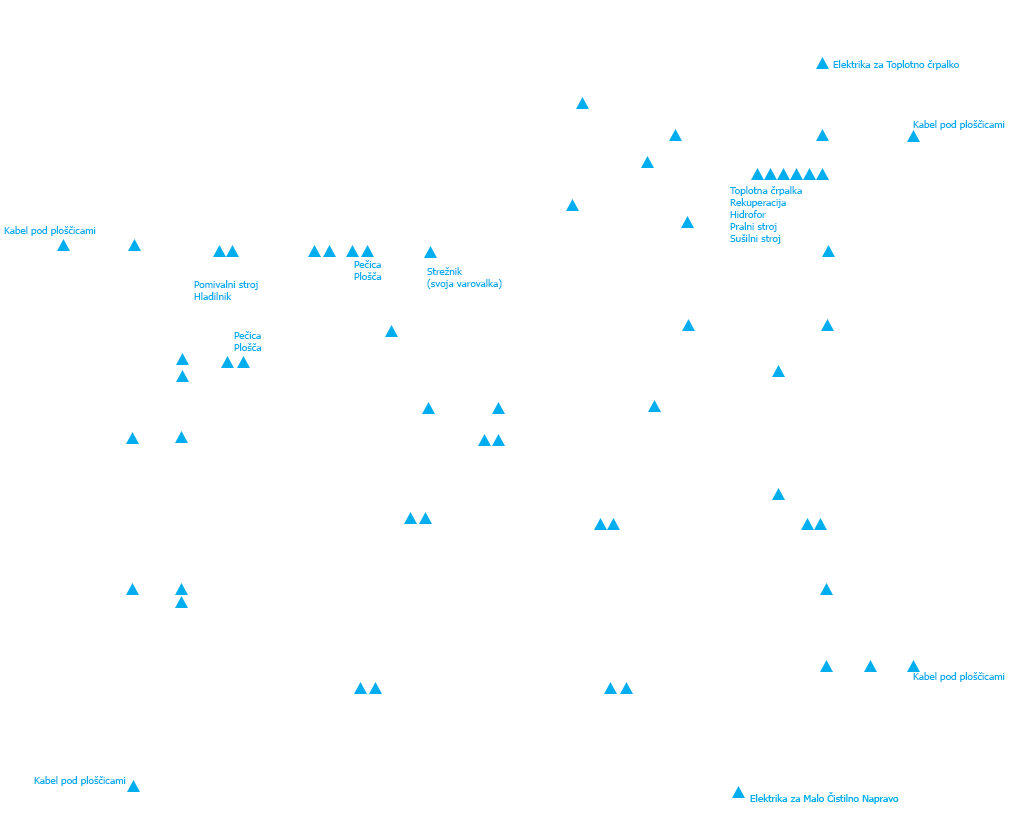 Elektrika za Toplotno črpalko
Kabel pod ploščicami
Toplotna črpalka
Rekuperacija
Hidrofor
Pralni stroj
Sušilni stroj
Kabel pod ploščicami
Pečica
Plošča
Strežnik
(svoja varovalka)
Pomivalni stroj
Hladilnik
Pečica
Plošča
Kabel pod ploščicami
Kabel pod ploščicami
Elektrika za Malo Čistilno Napravo